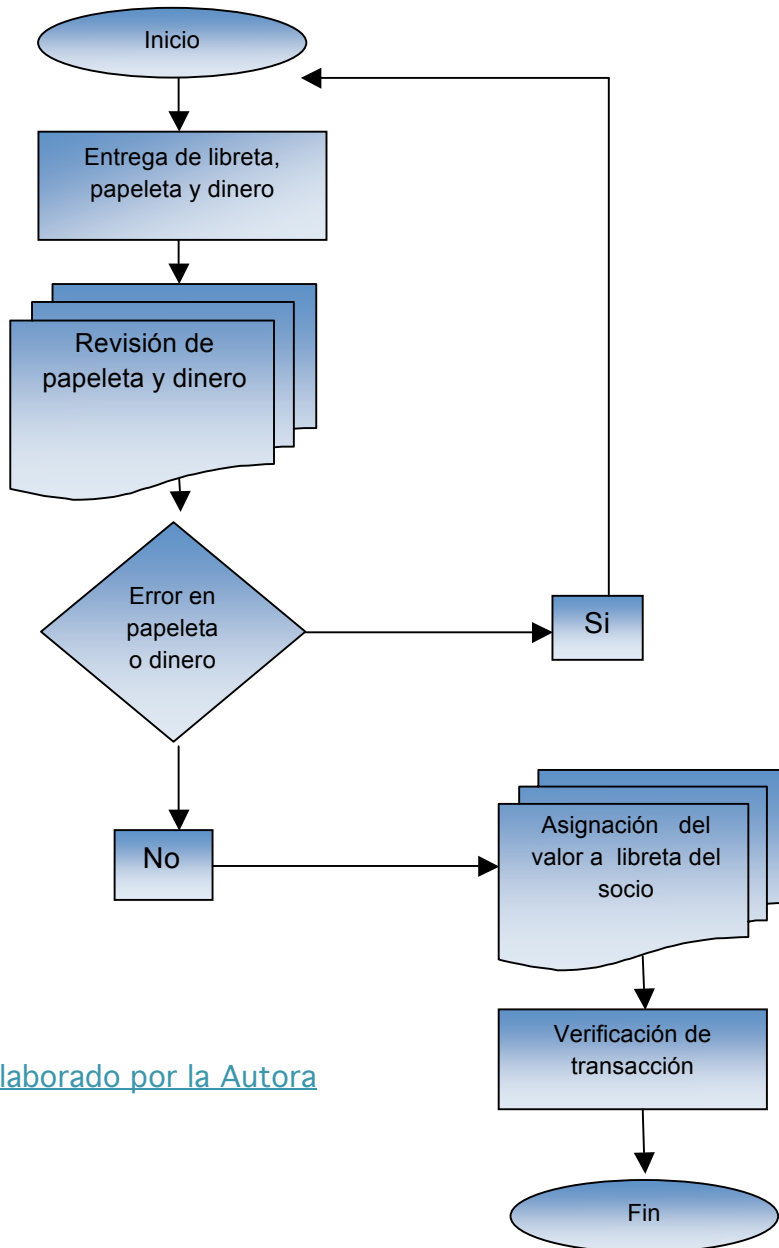 Inicio
Entrega de libreta,
papeleta y dinero
Revisión de
papeleta y dinero
Error en
papeleta
o dinero
Si
No
Asignación del
valor a libreta del
socio
Verificación de
transacción
laborado por la Autora
Fin